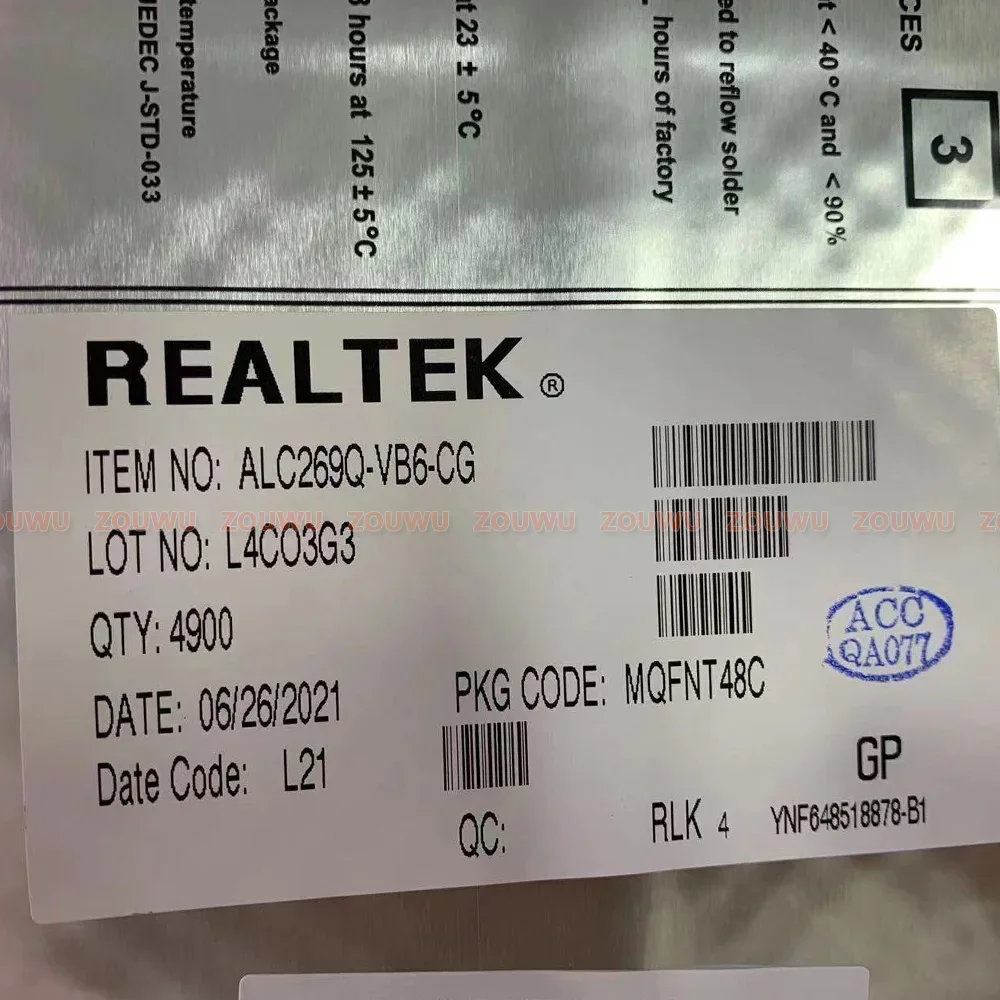 CES
3
t < 40°C and < 90%
ed to reflow solder
hours of factory
at 23 ± 5°C
8 hours at 125 ± 5°C
ackage
temperature
JEDEC J-STD-033
REALTEK ®
ITEM NO: ALC269Q-VB6-CG
ZOUWU ZOUWU ZOUWU ZOUWU ZOUWU ZOUWU ZOUWU
LOT NO: L4C03G3
QTY: 4900
ACC
QA077
DATE: 06/26/2021 PKG CODE: MQFNT48C
Date Code: L21
GP
QC: RLK 4 YNF648518878-B1